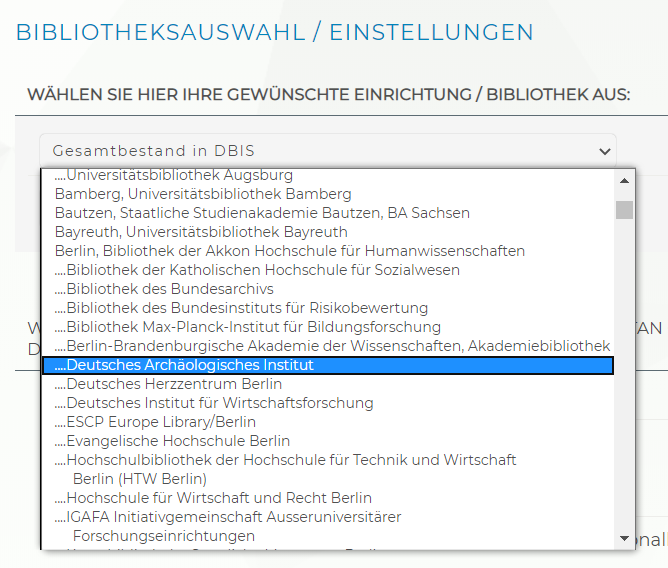 BIBLIOTHEKSAUSWAHL / EINSTELLUNGEN
WÄHLEN SIE HIER IHRE GEWÜNSCHTE EINRICHTUNG / BIBLIOTHEK AUS:
Gesamtbestand in DBIS
....Universitätsbibliothek Augsburg
Bamberg, Universitätsbibliothek Bamberg
Bautzen, Staatliche Studienakademie Bautzen, BA Sachsen
Bayreuth, Universitätsbibliothek Bayreuth
Berlin, Bibliothek der Akkon Hochschule für Humanwissenschaften
....Bibliothek der Katholischen Hochschule für Sozialwesen
....Bibliothek des Bundesarchivs
....Bibliothek des Bundesinstituts für Risikobewertung
....Bibliothek Max-Planck-Institut für Bildungsforschung
....Berlin-Brandenburgische Akademie der Wissenschaften, Akademiebibliothek
....Deutsches Archäologisches Institut
....Deutsches Herzzentrum Berlin
....Deutsches Institut für Wirtschaftsforschung
....ESCP Europe Library/Berlin
....Evangelische Hochschule Berlin
....Hochschulbibliothek der Hochschule für Technik und Wirtschaft
Berlin (HTW Berlin)
....Hochschule für Wirtschaft und Recht Berlin
....IGAFA Initiativgemeinschaft Ausseruniversitärer
Forschungseinrichtungen